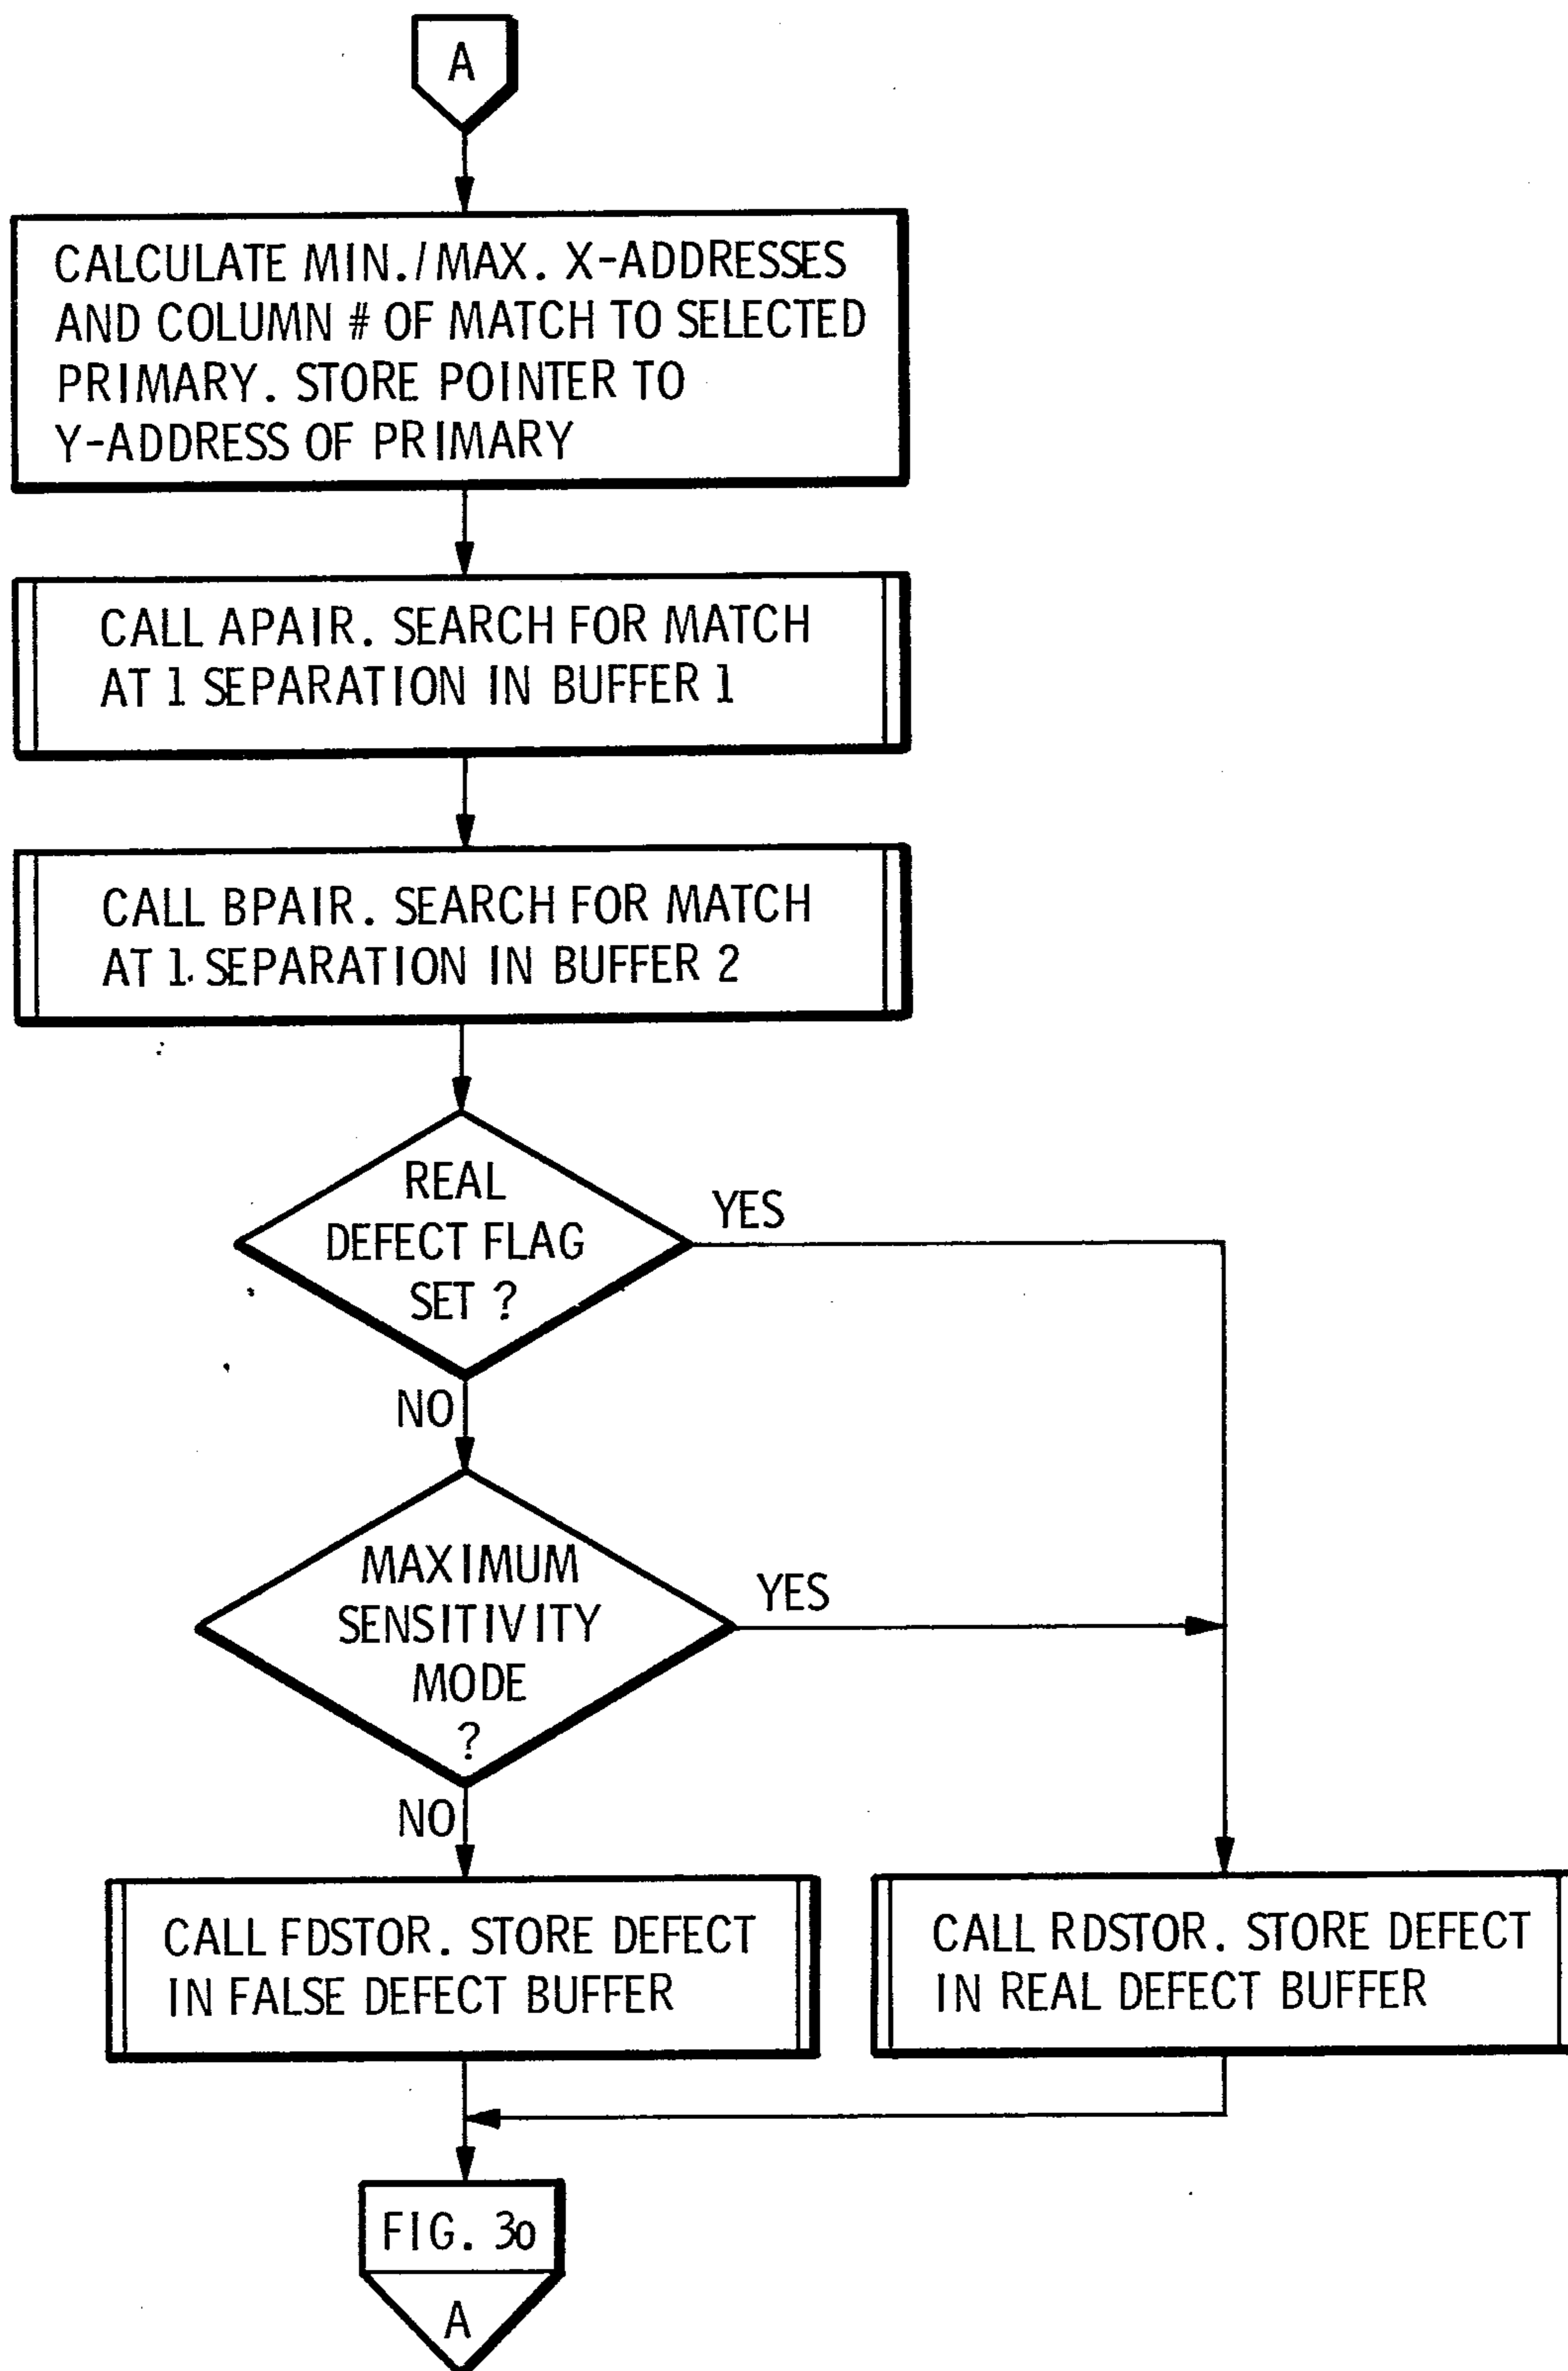 A
CALCULATE MIN./MAX. X-ADDRESSES
AND COLUMN # OF MATCH TO SELECTED
PRIMARY. STORE POINTER TO
Y-ADDRESS OF PRIMARY
CALL APAIR. SEARCH FOR MATCH
AT 1 SEPARATION IN BUFFER 1
CALL BPAIR. SEARCH FOR MATCH
AT 1 SEPARATION IN BUFFER 2
REAL
DEFECT FLAG
SET ?
YES
NO
MAXIMUM
SENSITIVITY
MODE
?
YES
NO
CALL FDSTOR. STORE DEFECT
IN FALSE DEFECT BUFFER
CALL RDSTOR. STORE DEFECT
IN REAL DEFECT BUFFER
FIG. 3o
A